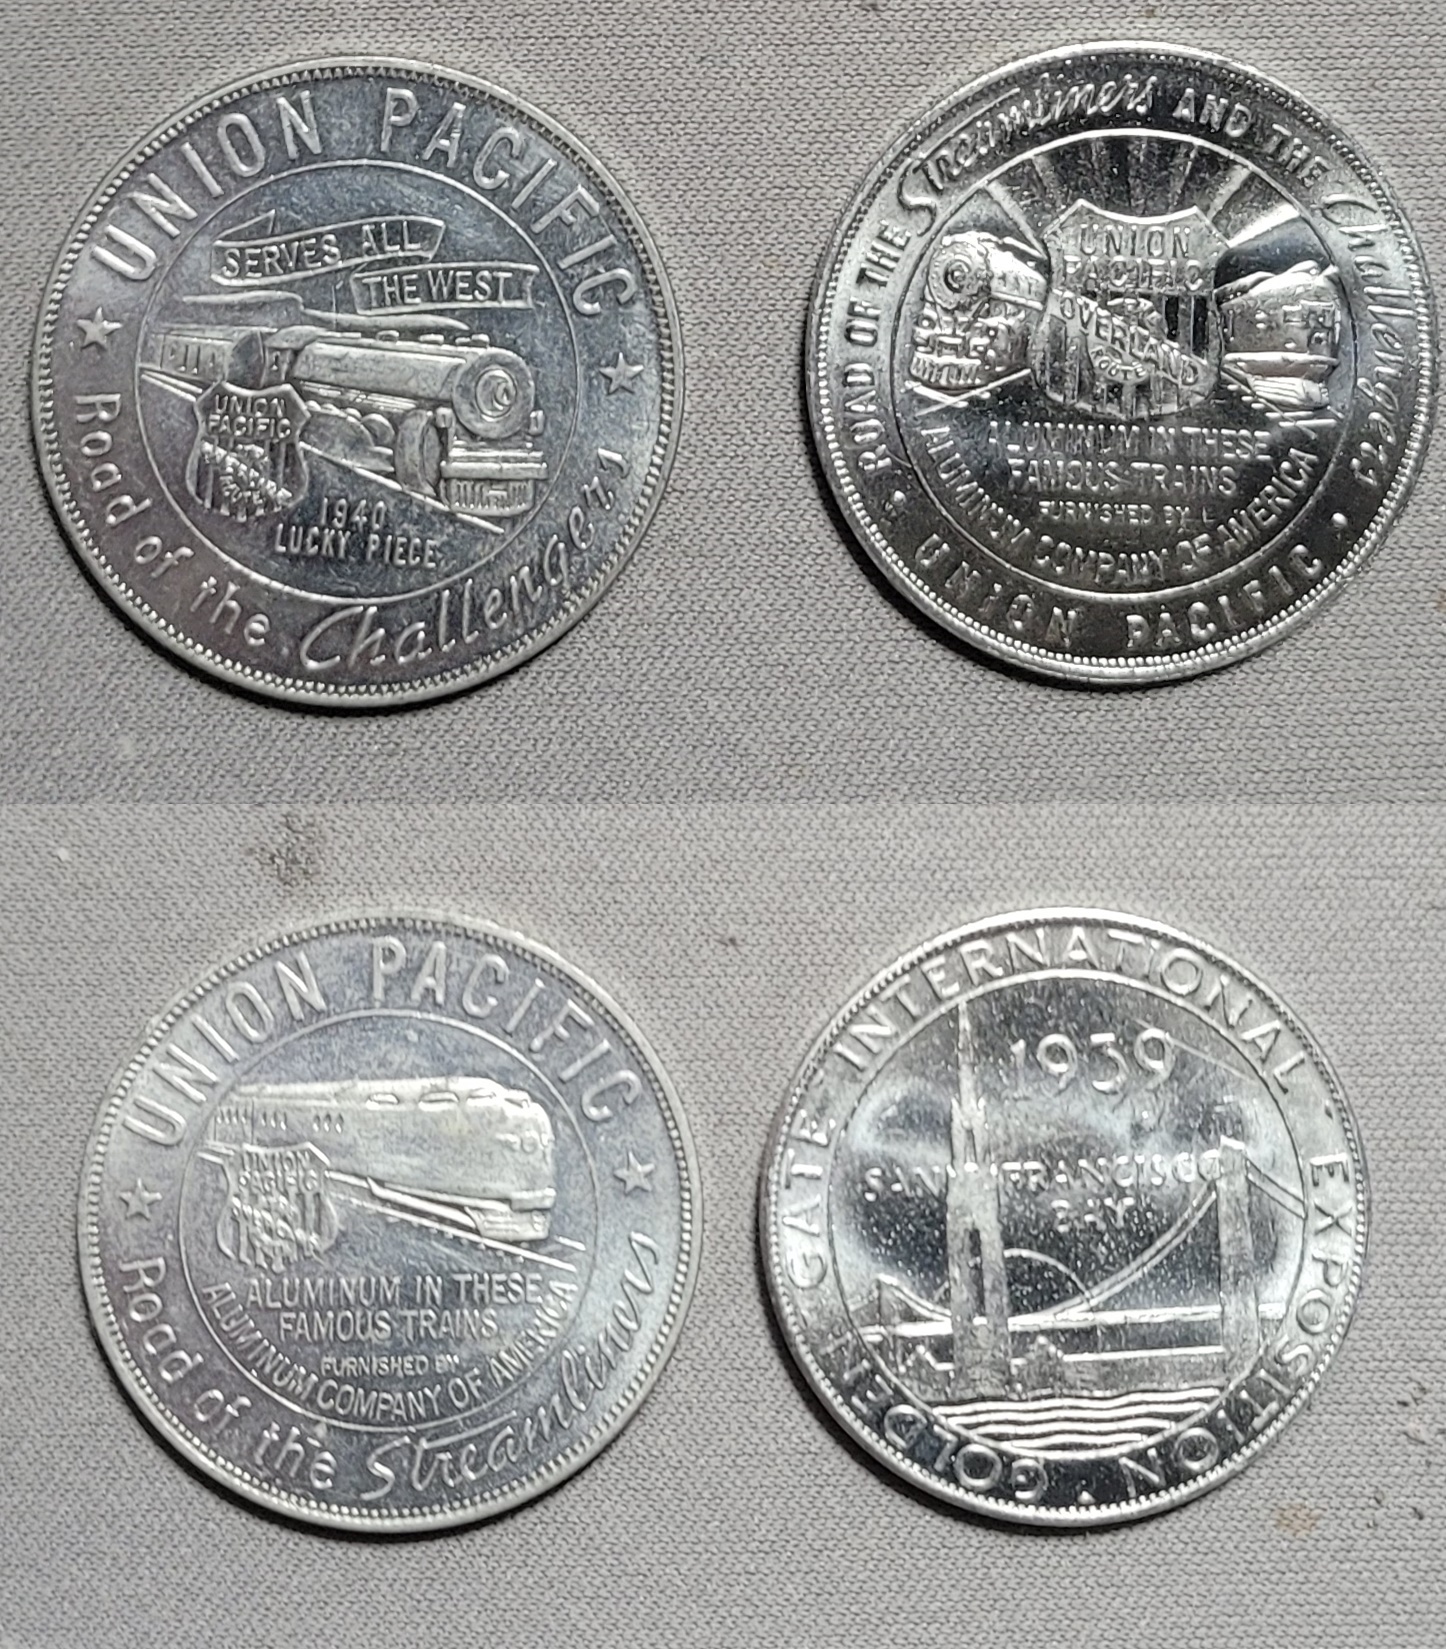 UNION PACIFIC
SERVES ALL
THE WEST
UNION
PACIFIC
OVERLAND
ROUTE
1940
LUCKY PIECE
Road of the Challengers
ROAD OF THE Streamliners AND THE Challengers
UNION
PACIFIC
OVERLAND
ROUTE
ALUMINUM IN THESE
FAMOUS TRAINS
FURNISHED BY
ALUMINUM COMPANY OF AMERICA
UNION PACIFIC
UNION PACIFIC
UNION
PACIFIC
ALUMINUM IN THESE
FAMOUS TRAINS
FURNISHED BY
ALUMINUM COMPANY OF AMERICA
Road of the Streamliners
GOLDEN GATE INTERNATIONAL EXPOSITION
1939
SAN FRANCISCO
BAY